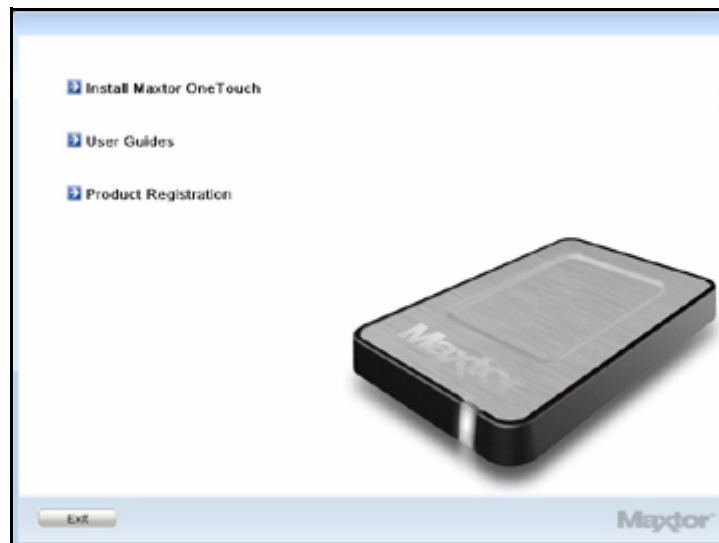 Install Maxtor OneTouch
User Guides
Product Registration
Maxtor
Exit
Maxtor